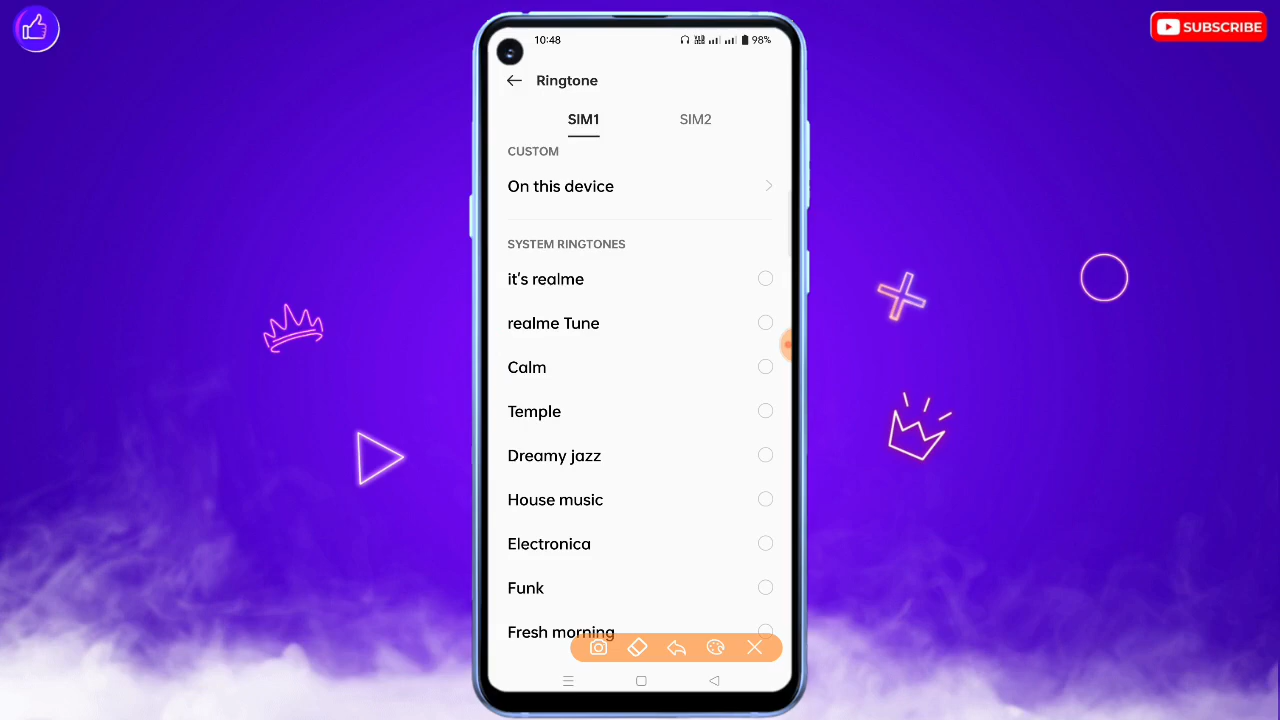 SUBSCRIBE
10:48
98%
Ringtone
SIM1
SIM2
CUSTOM
On this device
SYSTEM RINGTONES
it's realme
realme Tune
Calm
Temple
Dreamy jazz
House music
Electronica
Funk
Fresh morning